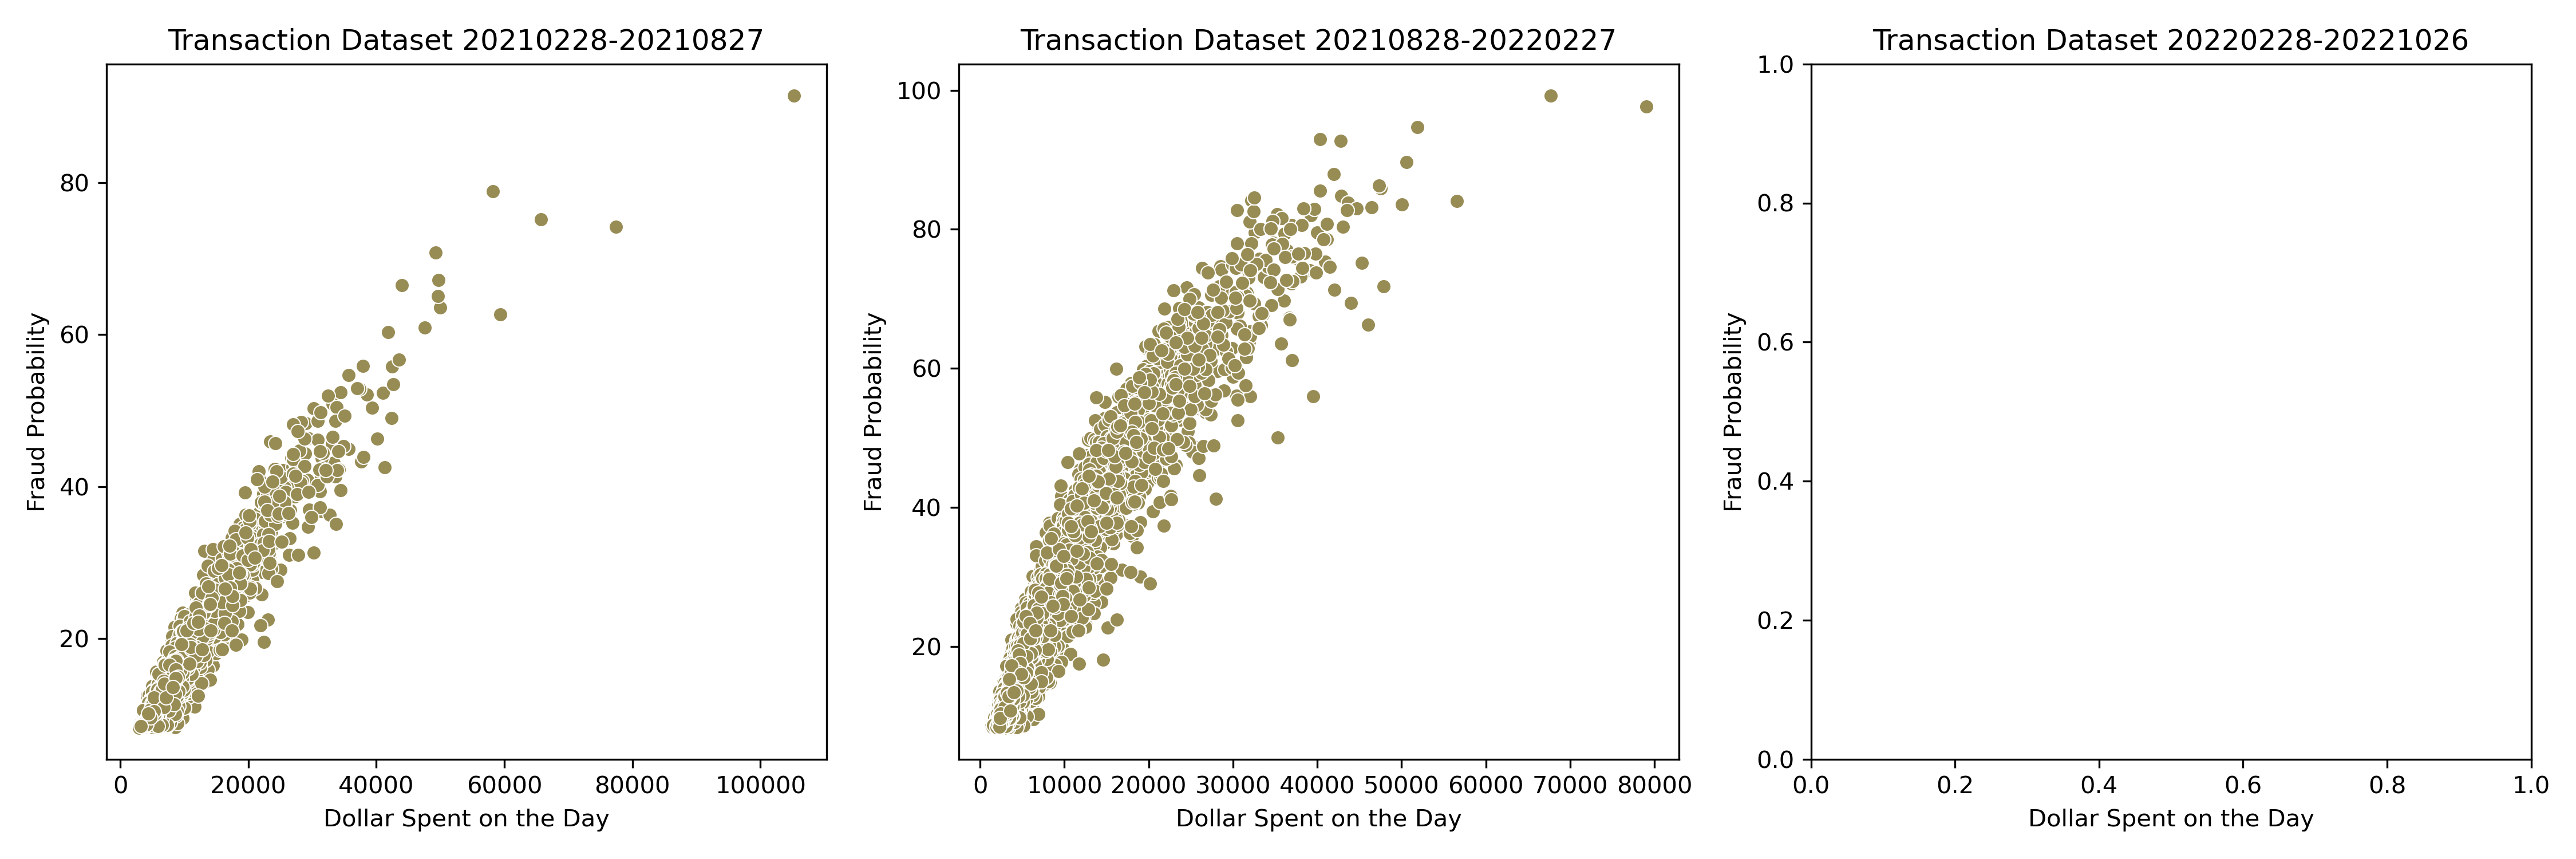 Transaction Dataset 20210228-20210827
80
60
40
20
Fraud Probability
0 20000 40000 60000 80000 100000
Dollar Spent on the Day
Transaction Dataset 20210828-20220227
100
80
60
40
20
Fraud Probability
0 10000 20000 30000 40000 50000 60000 70000 80000
Dollar Spent on the Day
Transaction Dataset 20220228-20221026
1.0
0.8
0.6
0.4
0.2
0.0
Fraud Probability
0.0 0.2 0.4 0.6 0.8 1.0
Dollar Spent on the Day